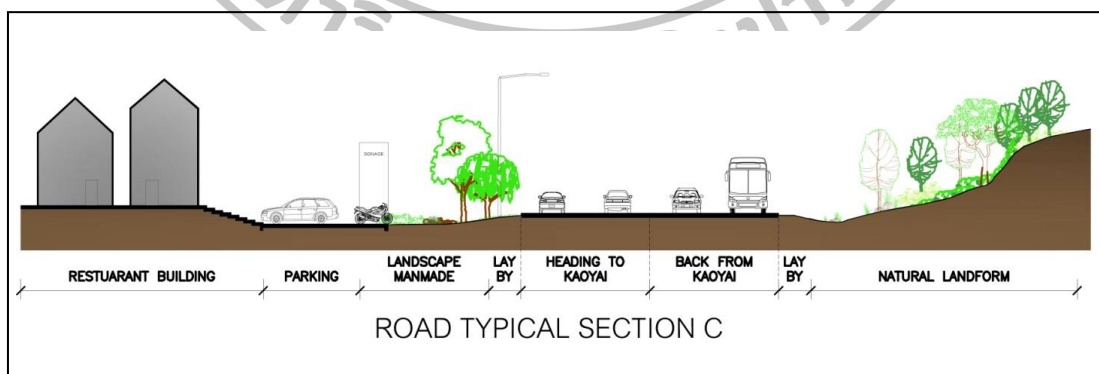 SIGNAGE
RESTUARANT BUILDING
PARKING
LANDSCAPE
MANMADE
LAY
BY
HEADING TO
KAOYAI
BACK FROM
KAOYAI
LAY
BY
NATURAL LANDFORM
ROAD TYPICAL SECTION C